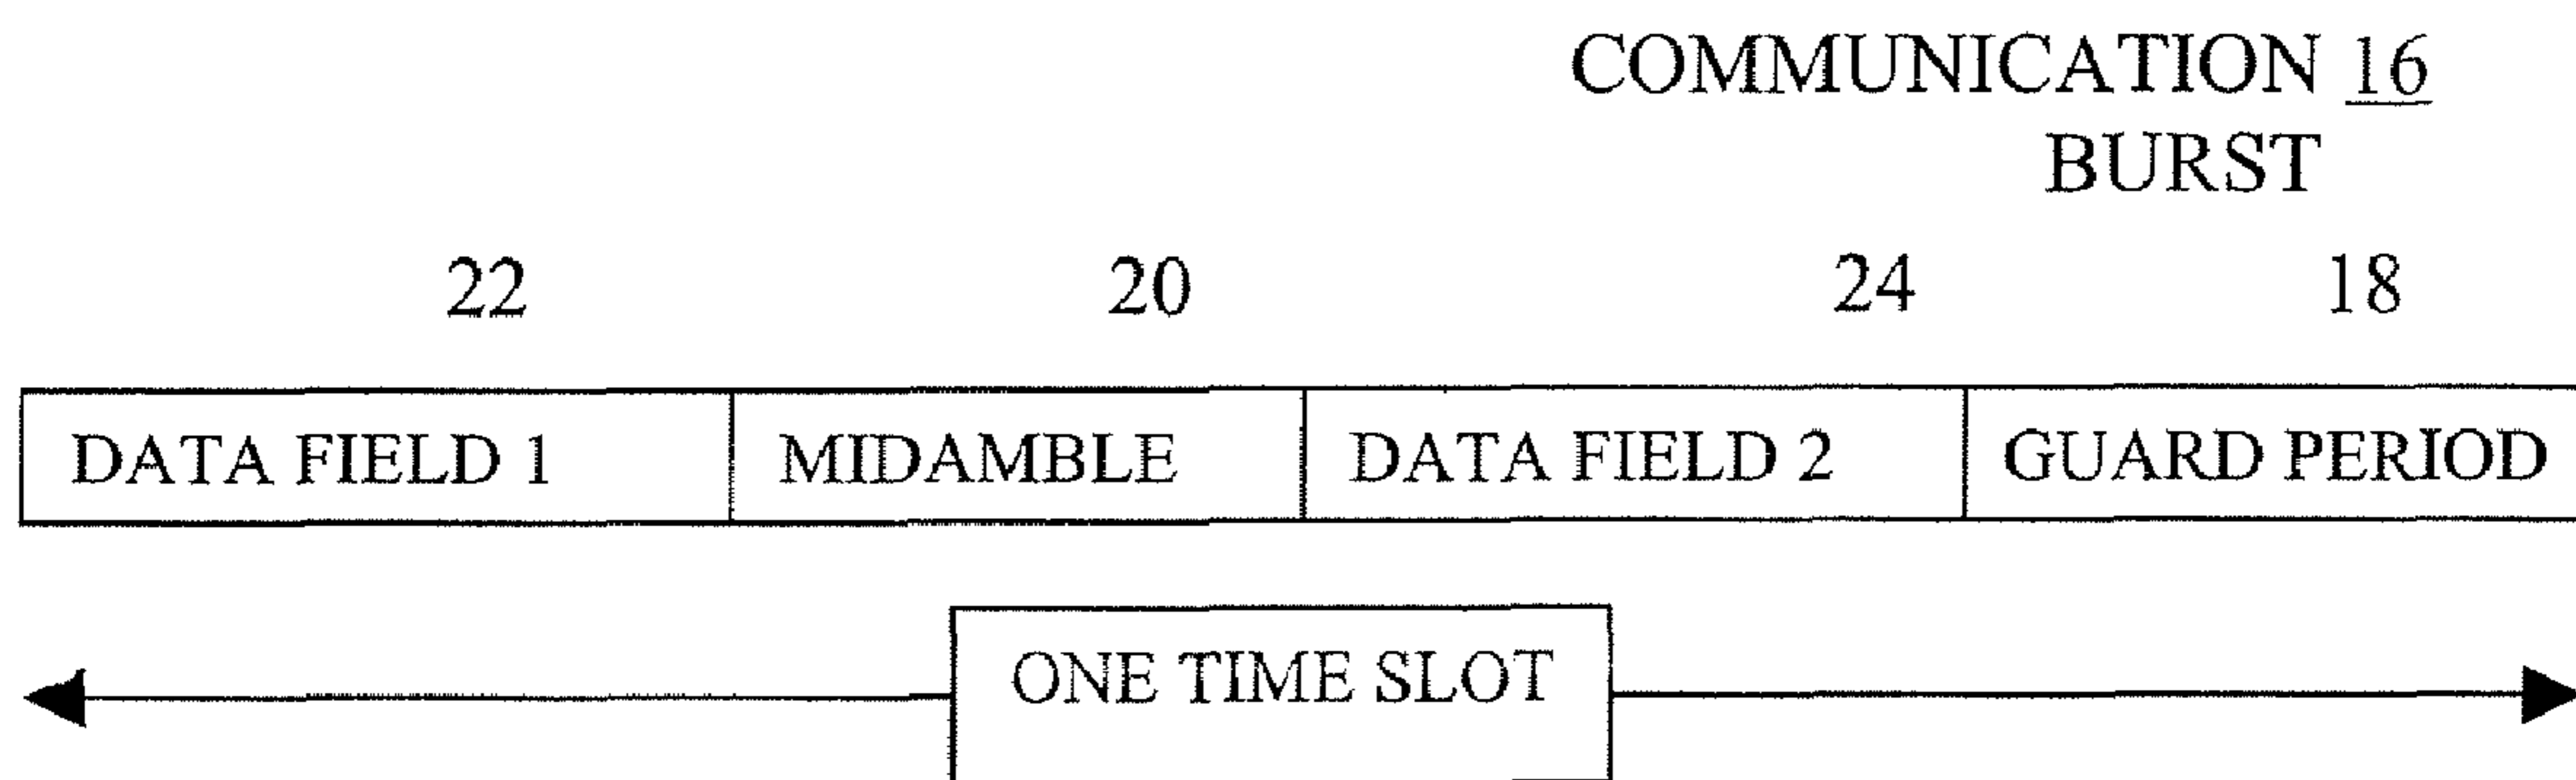 COMMUNICATION 16
BURST
22 20 24 18
DATA FIELD 1 MIDAMBLE DATA FIELD 2 GUARD PERIOD
ONE TIME SLOT